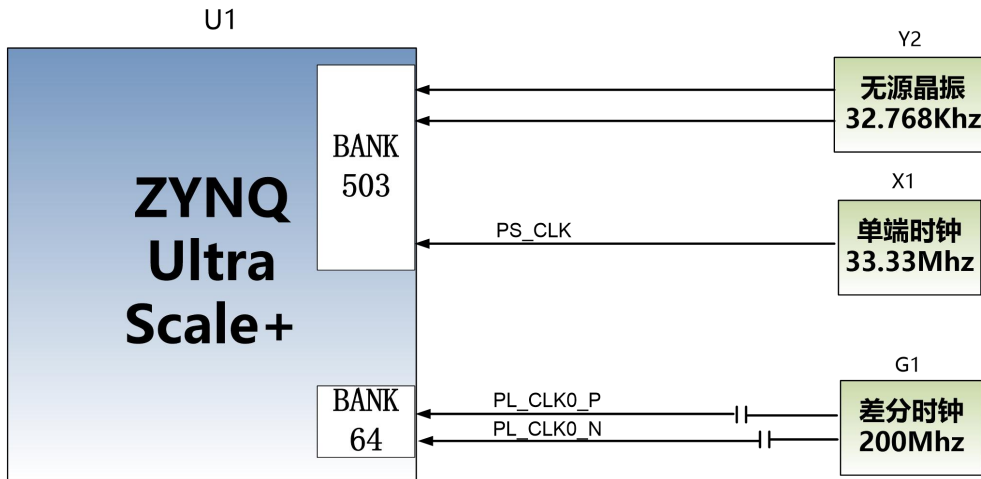 U1
ZYNQ
Ultra
Scale+
BANK
503
BANK
64
PS_CLK
PL_CLK0_P
PL_CLK0_N
Y2
无源晶振
32.768Khz
X1
单端时钟
33.33Mhz
G1
差分时钟
200Mhz